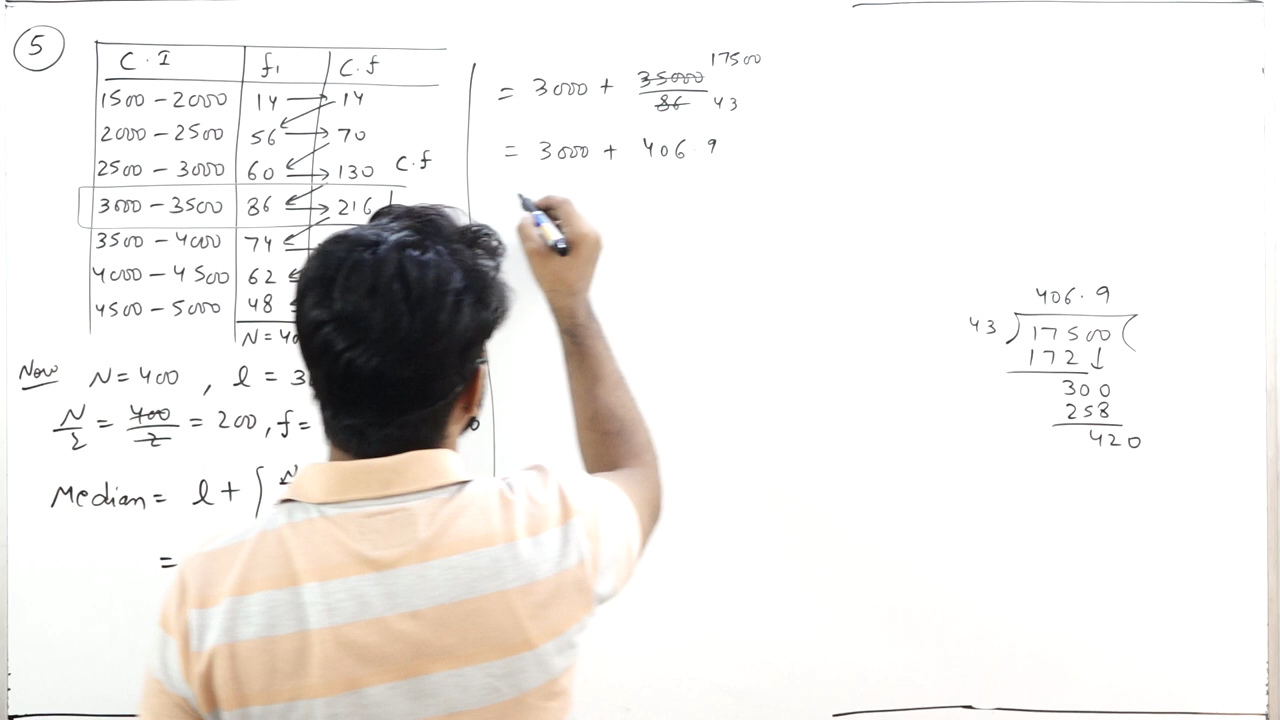 5
C.I f1 C.f
1500-2000 14 14
2000-2500 56 70
2500-3000 60 130 C.f
3000-3500 86 216
3500-4000 74
4000-4500 62
4500-5000 48
N=40
Now N=400 , l = 3
N/2 = 400/2 = 200, f=
Median = l + (
=
= 3000 + 35000/86 17500 43
= 3000 + 406.9
406.9
43 ) 17500 (
172
300
258
420